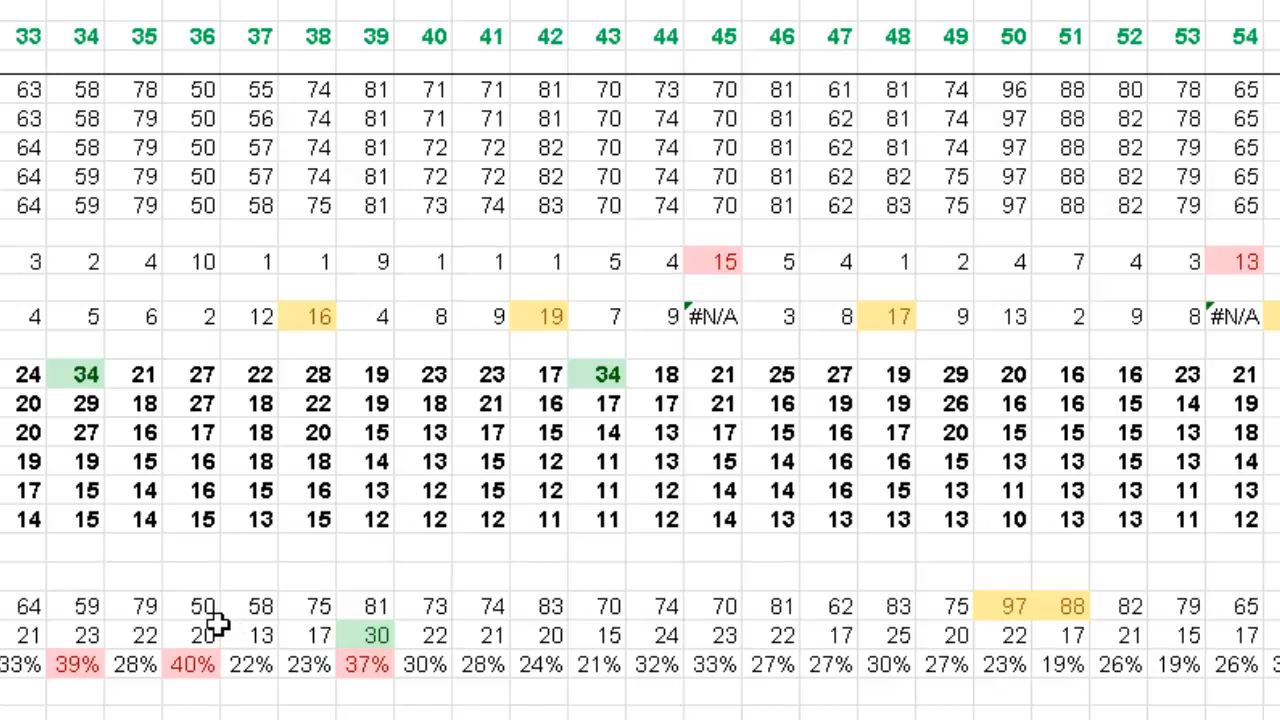 33 34 35 36 37 38 39 40 41 42 43 44 45 46 47 48 49 50 51 52 53 54
63 58 78 50 55 74 81 71 71 81 70 73 70 81 61 81 74 96 88 80 78 65
63 58 79 50 56 74 81 71 71 81 70 74 70 81 62 81 74 97 88 82 78 65
64 58 79 50 57 74 81 72 72 82 70 74 70 81 62 81 74 97 88 82 79 65
64 59 79 50 57 74 81 72 72 82 70 74 70 81 62 82 75 97 88 82 79 65
64 59 79 50 58 75 81 73 74 83 70 74 70 81 62 83 75 97 88 82 79 65
3 2 4 10 1 1 9 1 1 1 5 4 15 5 4 1 2 4 7 4 3 13
4 5 6 2 12 16 4 8 9 19 7 9 #N/A 3 8 17 9 13 2 9 8 #N/A
24 34 21 27 22 28 19 23 23 17 34 18 21 25 27 19 29 20 16 16 23 21
20 29 18 27 18 22 19 18 21 16 17 17 21 16 19 19 26 16 16 15 14 19
20 27 16 17 18 20 15 13 17 15 14 13 17 15 16 17 20 15 15 15 13 18
19 19 15 16 18 18 14 13 15 12 11 13 15 14 16 16 15 13 13 13 13 14
17 15 14 16 15 16 13 12 15 12 11 12 14 14 16 15 13 11 13 13 11 13
14 15 14 15 13 15 12 12 12 11 11 12 14 13 13 13 13 10 13 13 11 12
64 59 79 50 58 75 81 73 74 83 70 74 70 81 62 83 75 97 88 82 79 65
21 23 22 20 13 17 30 22 21 20 15 24 23 22 17 25 20 22 17 21 15 17
33% 39% 28% 40% 22% 23% 37% 30% 28% 24% 21% 32% 33% 27% 27% 30% 27% 23% 19% 26% 19% 26%